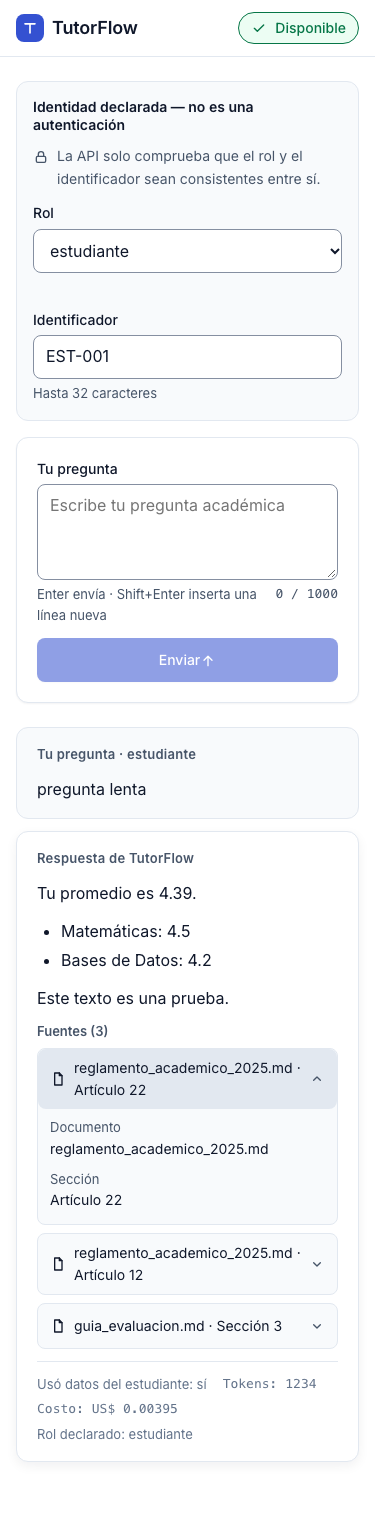 TutorFlow
Disponible
Identidad declarada — no es una
autenticación
La API solo comprueba que el rol y el
identificador sean consistentes entre sí.
Rol
estudiante
Identificador
EST-001
Hasta 32 caracteres
Tu pregunta
Escribe tu pregunta académica
Enter envía · Shift+Enter inserta una
línea nueva
0 / 1000
Enviar↑
Tu pregunta · estudiante
pregunta lenta
Respuesta de TutorFlow
Tu promedio es 4.39.
• Matemáticas: 4.5
• Bases de Datos: 4.2
Este texto es una prueba.
Fuentes (3)
reglamento_academico_2025.md ·
Artículo 22
Documento
reglamento_academico_2025.md
Sección
Artículo 22
reglamento_academico_2025.md ·
Artículo 12
guia_evaluacion.md · Sección 3
Usó datos del estudiante: sí Tokens: 1234
Costo: US$ 0.00395
Rol declarado: estudiante